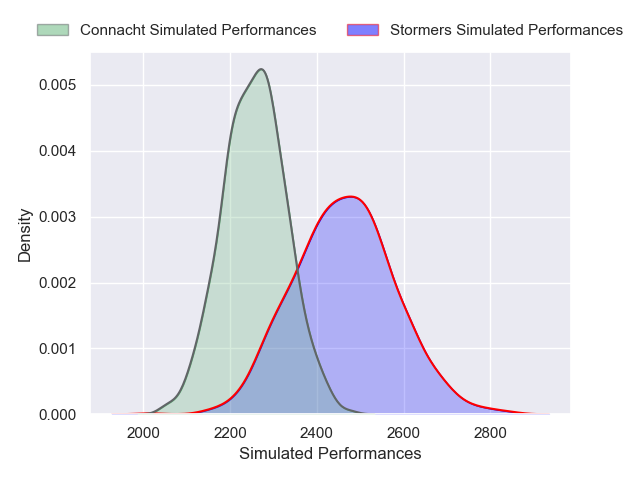 Connacht Simulated Performances Stormers Simulated Performances
0.005
0.004
0.003
0.002
0.001
0.000
Density
2000 2200 2400 2600 2800
Simulated Performances